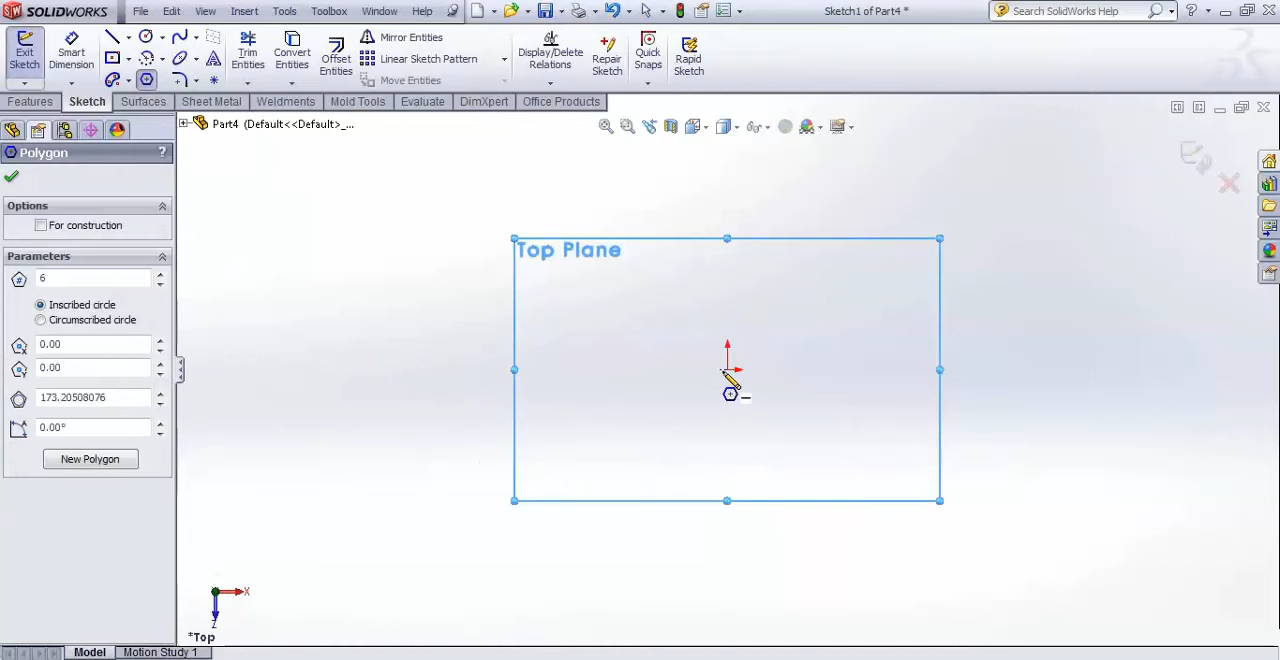 SOLIDWORKS File Edit View Insert Tools Toolbox Window Help Sketch1 of Part4 * Search SolidWorks Help
Exit Sketch
Smart Dimension
Trim Entities
Convert Entities
Offset Entities
Mirror Entities
Linear Sketch Pattern
Move Entities
Display/Delete Relations
Repair Sketch
Quick Snaps
Rapid Sketch
Features Sketch Surfaces Sheet Metal Weldments Mold Tools Evaluate DimXpert Office Products
Part4 (Default<<Default>_...
Polygon ?
Options
For construction
Parameters
6
Inscribed circle
Circumscribed circle
0.00
0.00
173.20508076
0.00°
New Polygon
Top Plane
X
Z
*Top
Model Motion Study 1